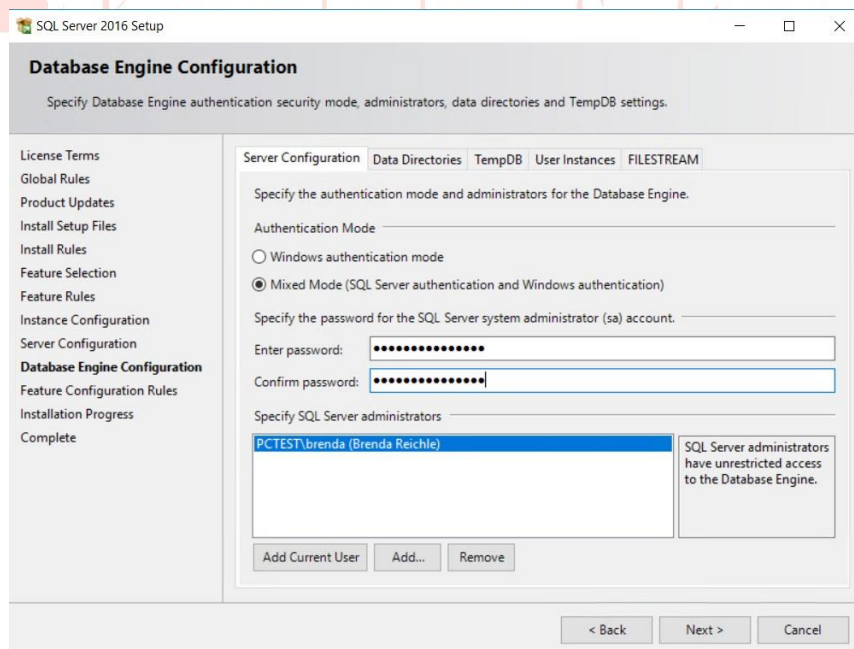 SQL Server 2016 Setup
Database Engine Configuration
Specify Database Engine authentication security mode, administrators, data directories and TempDB settings.
License Terms
Global Rules
Product Updates
Install Setup Files
Install Rules
Feature Selection
Feature Rules
Instance Configuration
Server Configuration
Database Engine Configuration
Feature Configuration Rules
Installation Progress
Complete
Server Configuration Data Directories TempDB User Instances FILESTREAM
Specify the authentication mode and administrators for the Database Engine.
Authentication Mode
Windows authentication mode
Mixed Mode (SQL Server authentication and Windows authentication)
Specify the password for the SQL Server system administrator (sa) account.
Enter password: ●●●●●●●●●●●●●●●
Confirm password: ●●●●●●●●●●●●●●●
Specify SQL Server administrators
PCTEST\brenda (Brenda Reichle)
SQL Server administrators
have unrestricted access
to the Database Engine.
Add Current User Add... Remove
< Back Next > Cancel